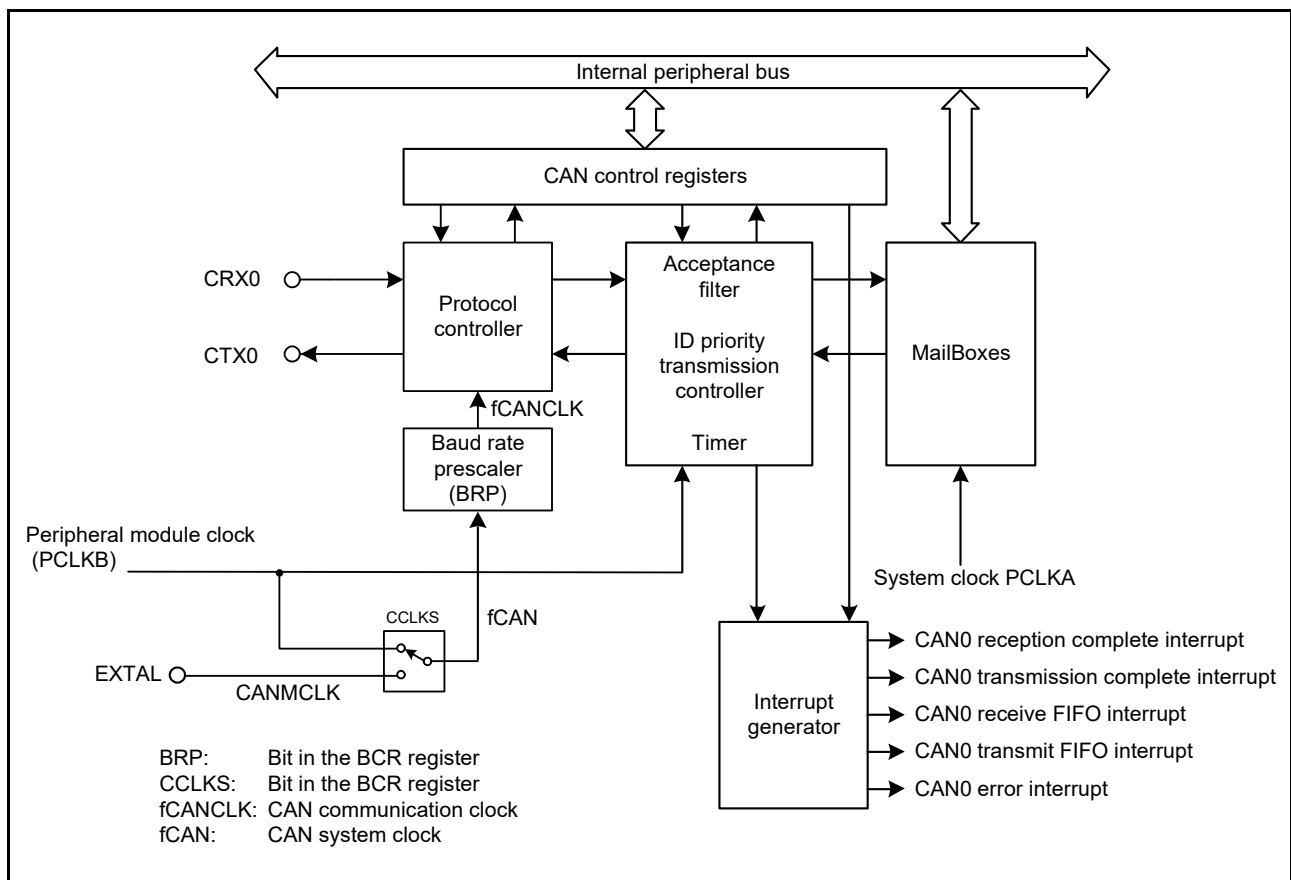 Internal peripheral bus
CAN control registers
CRX0
CTX0
Protocol
controller
Acceptance
filter
ID priority
transmission
controller
Timer
MailBoxes
fCANCLK
Baud rate
prescaler
(BRP)
Peripheral module clock
(PCLKB)
System clock PCLKA
CCLKS
fCAN
EXTAL
CANMCLK
Interrupt
generator
CAN0 reception complete interrupt
CAN0 transmission complete interrupt
CAN0 receive FIFO interrupt
CAN0 transmit FIFO interrupt
CAN0 error interrupt
BRP: Bit in the BCR register
CCLKS: Bit in the BCR register
fCANCLK: CAN communication clock
fCAN: CAN system clock